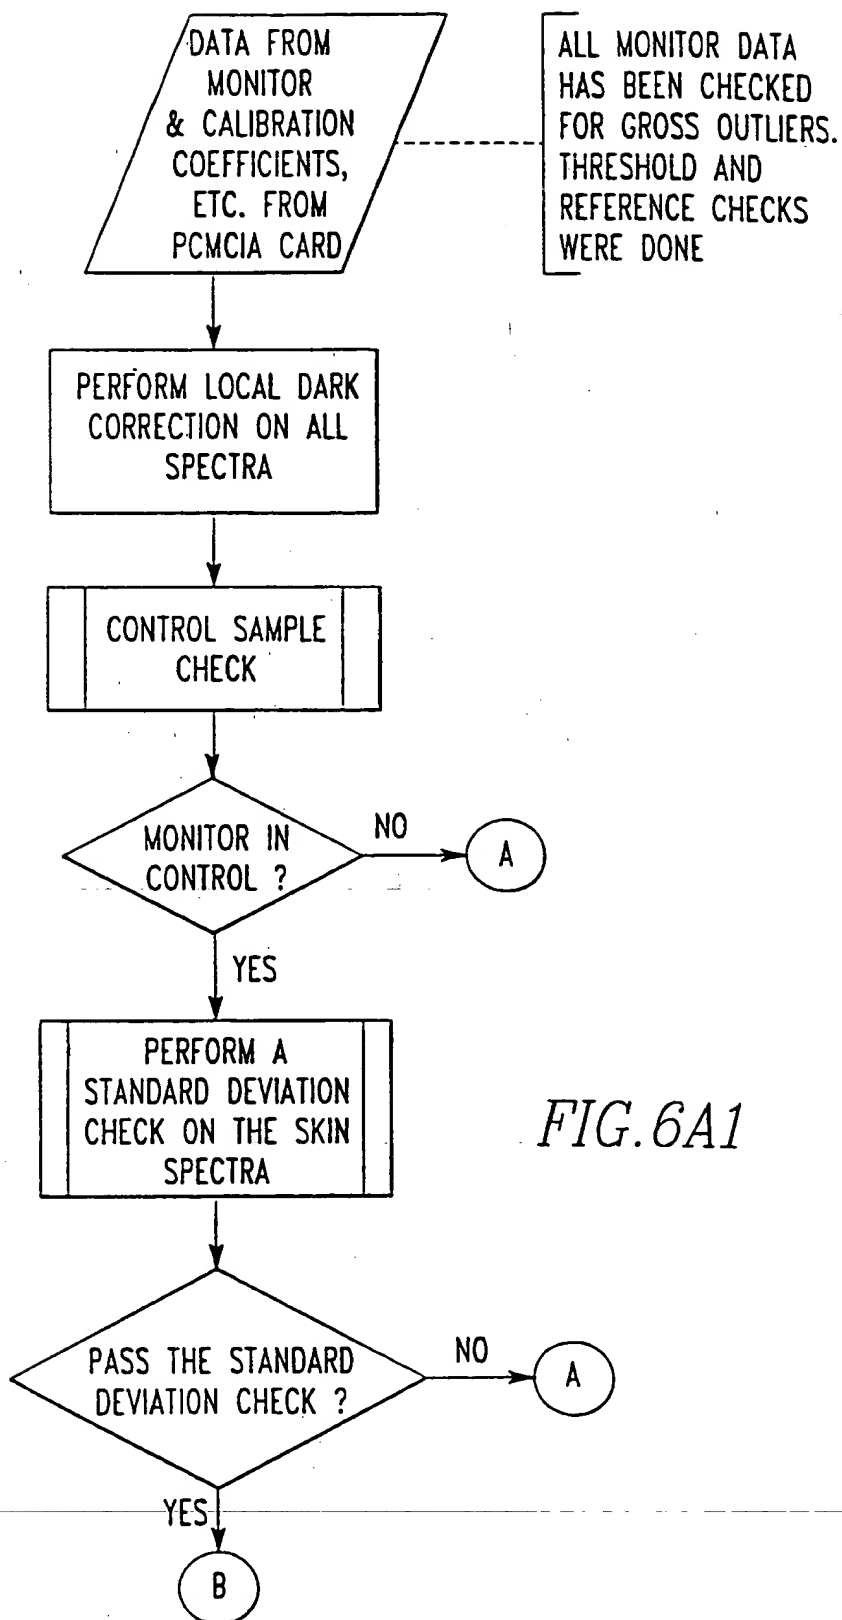 DATA FROM
MONITOR
& CALIBRATION
COEFFICIENTS,
ETC. FROM
PCMCIA CARD
ALL MONITOR DATA
HAS BEEN CHECKED
FOR GROSS OUTLIERS.
THRESHOLD AND
REFERENCE CHECKS
WERE DONE
PERFORM LOCAL DARK
CORRECTION ON ALL
SPECTRA
CONTROL SAMPLE
CHECK
MONITOR IN
CONTROL ?
NO
A
YES
PERFORM A
STANDARD DEVIATION
CHECK ON THE SKIN
SPECTRA
FIG.6A1
PASS THE STANDARD
DEVIATION CHECK ?
NO
A
YES
B